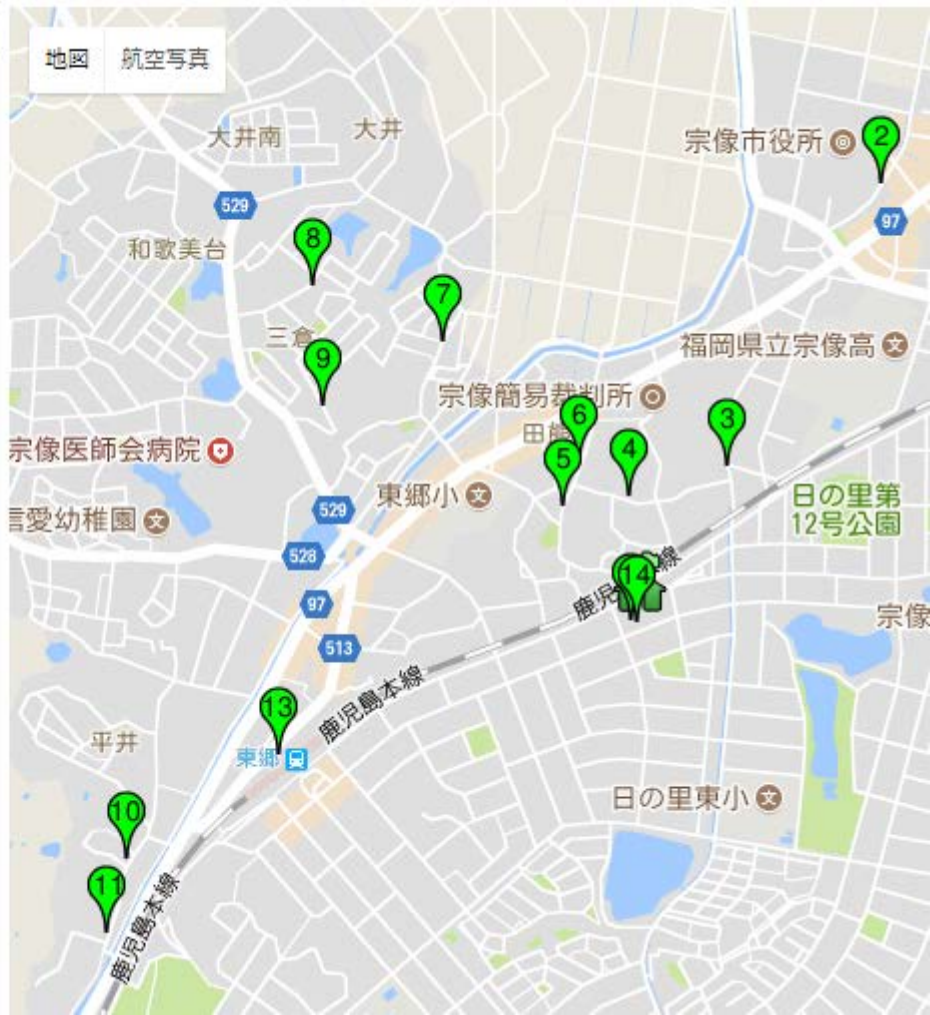 地図 航空写真
大井南
大井
宗像市役所
2
529
97
和歌美台
8
7
三倉
9
福岡県立宗像高
宗像簡易裁判所
6
3
田熊
宗像医師会病院
5
4
東郷小
日の里第
12号公園
信愛幼稚園
529
528
14
鹿児島本線
97
宗像
513
13
鹿児島本線
平井
東郷
日の里東小
10
11
鹿児島本線